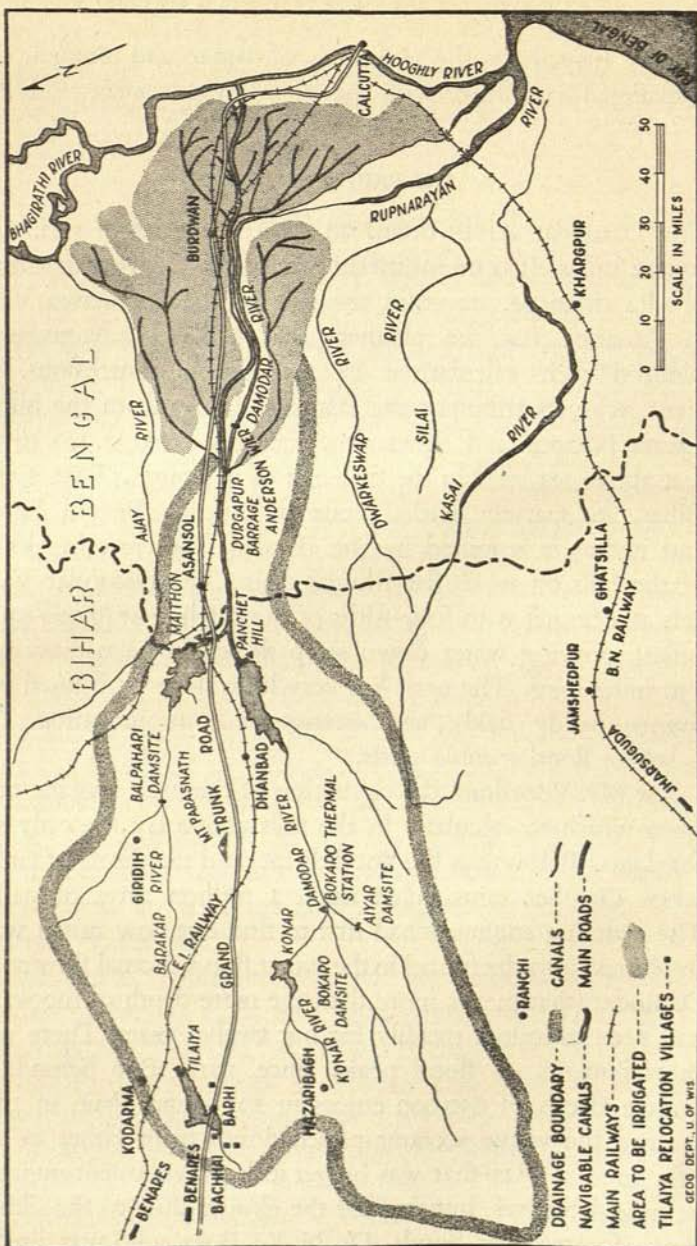 N
BAY OF BENGAL
BHAGIRATHI RIVER
HOOGHLY RIVER
CALCUTTA
BIHAR
BENGAL
AJAY
RIVER
BURDWAN
RIVER
RUPNARAYAN
RIVER
MAITHON
ASANSOL
DURGAPUR
BARRAGE
ANDERSON WEIR
DAMODAR
RIVER
DWARKESWAR
RIVER
SILAI
RIVER
KASAI
RIVER
KHARGPUR
PANCHET
HILL
BALPAHARI
DAMSITE
GIRIDIH
RIVER
BARAKAR
E.I. RAILWAY
MT PARASNATH
GRAND
TRUNK
ROAD
DHANBAD
RIVER
DAMODAR
BOKARO THERMAL
STATION
AIYAR
DAMSITE
KODARMA
BENARES
TILAIYA
BENARES
BARHI
BACHHAI
KONAR
BOKARO
DAMSITE
HAZARIBAGH
KONAR RIVER
RANCHI
JAMSHEDPUR
GHATSILLA
B.N. RAILWAY
JHARSUGUDA
DRAINAGE BOUNDARY
CANALS
NAVIGABLE CANALS
MAIN ROADS
MAIN RAILWAYS
AREA TO BE IRRIGATED
TILAIYA RELOCATION VILLAGES
0 10 20 30 40 50
SCALE IN MILES
GEOG DEPT., U OF WIS